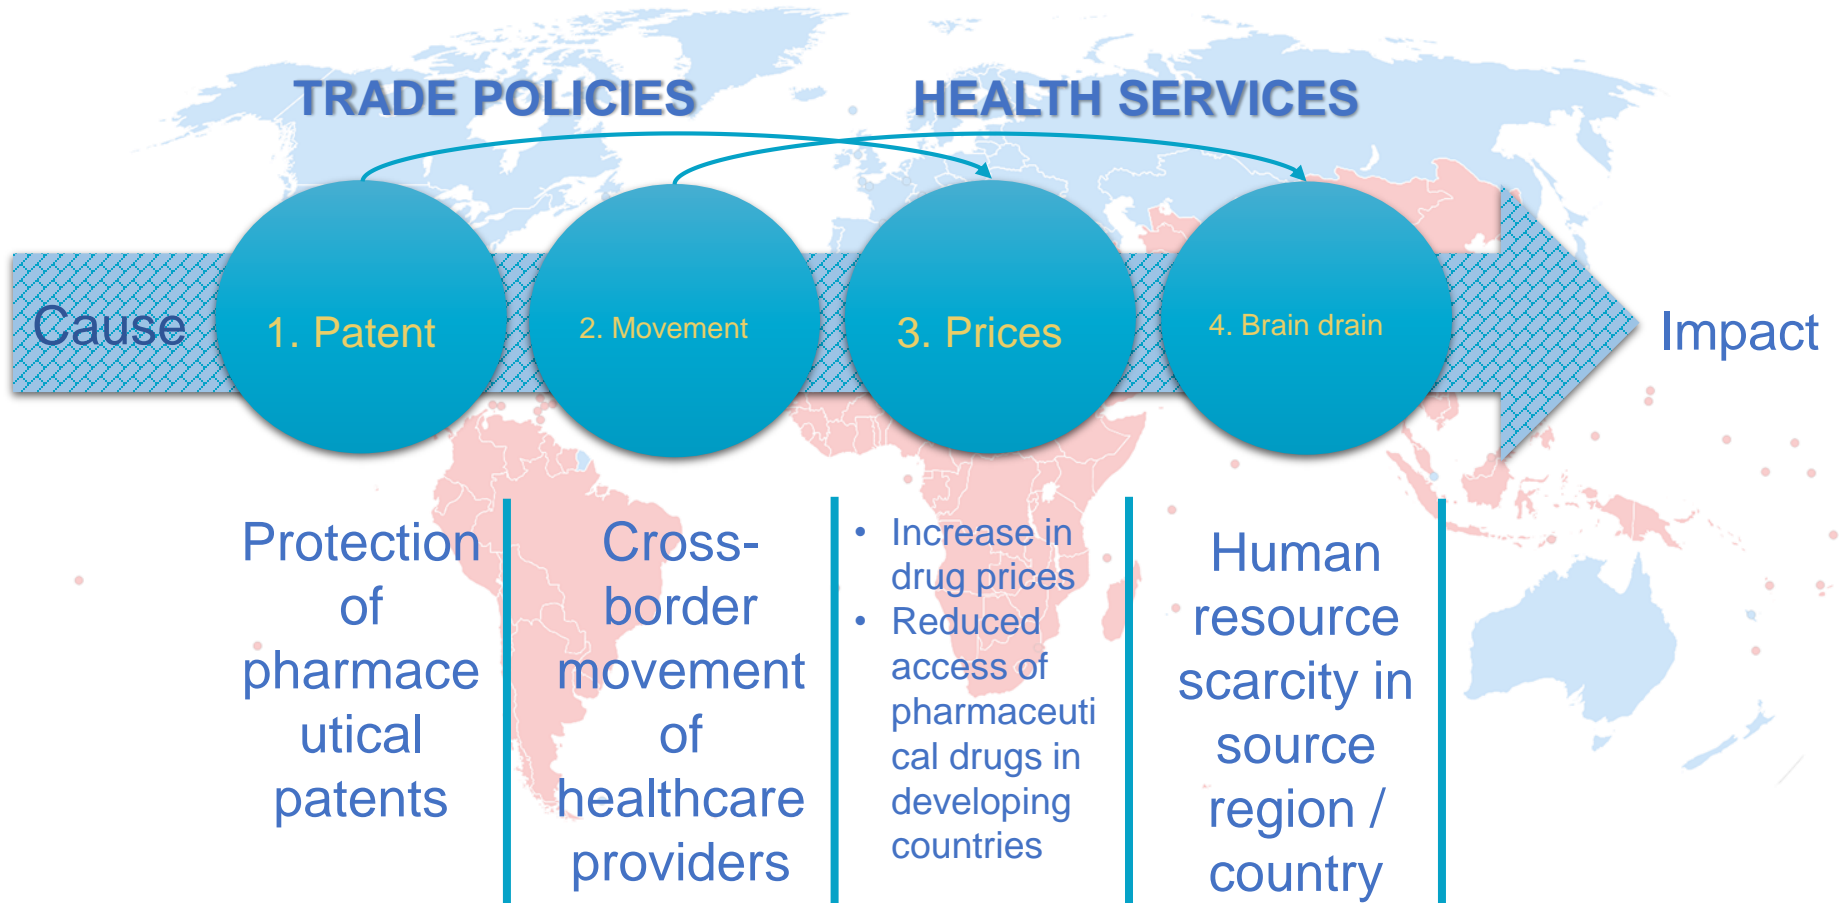 TRADE POLICIES
HEALTH SERVICES
Cause
1. Patent
2. Movement
3. Prices
4. Brain drain
Impact
Protection
of
pharmace
utical
patents
Cross-
border
movement
of
healthcare
providers
• Increase in
drug prices
• Reduced
access of
pharmaceuti
cal drugs in
developing
countries
Human
resource
scarcity in
source
region /
country